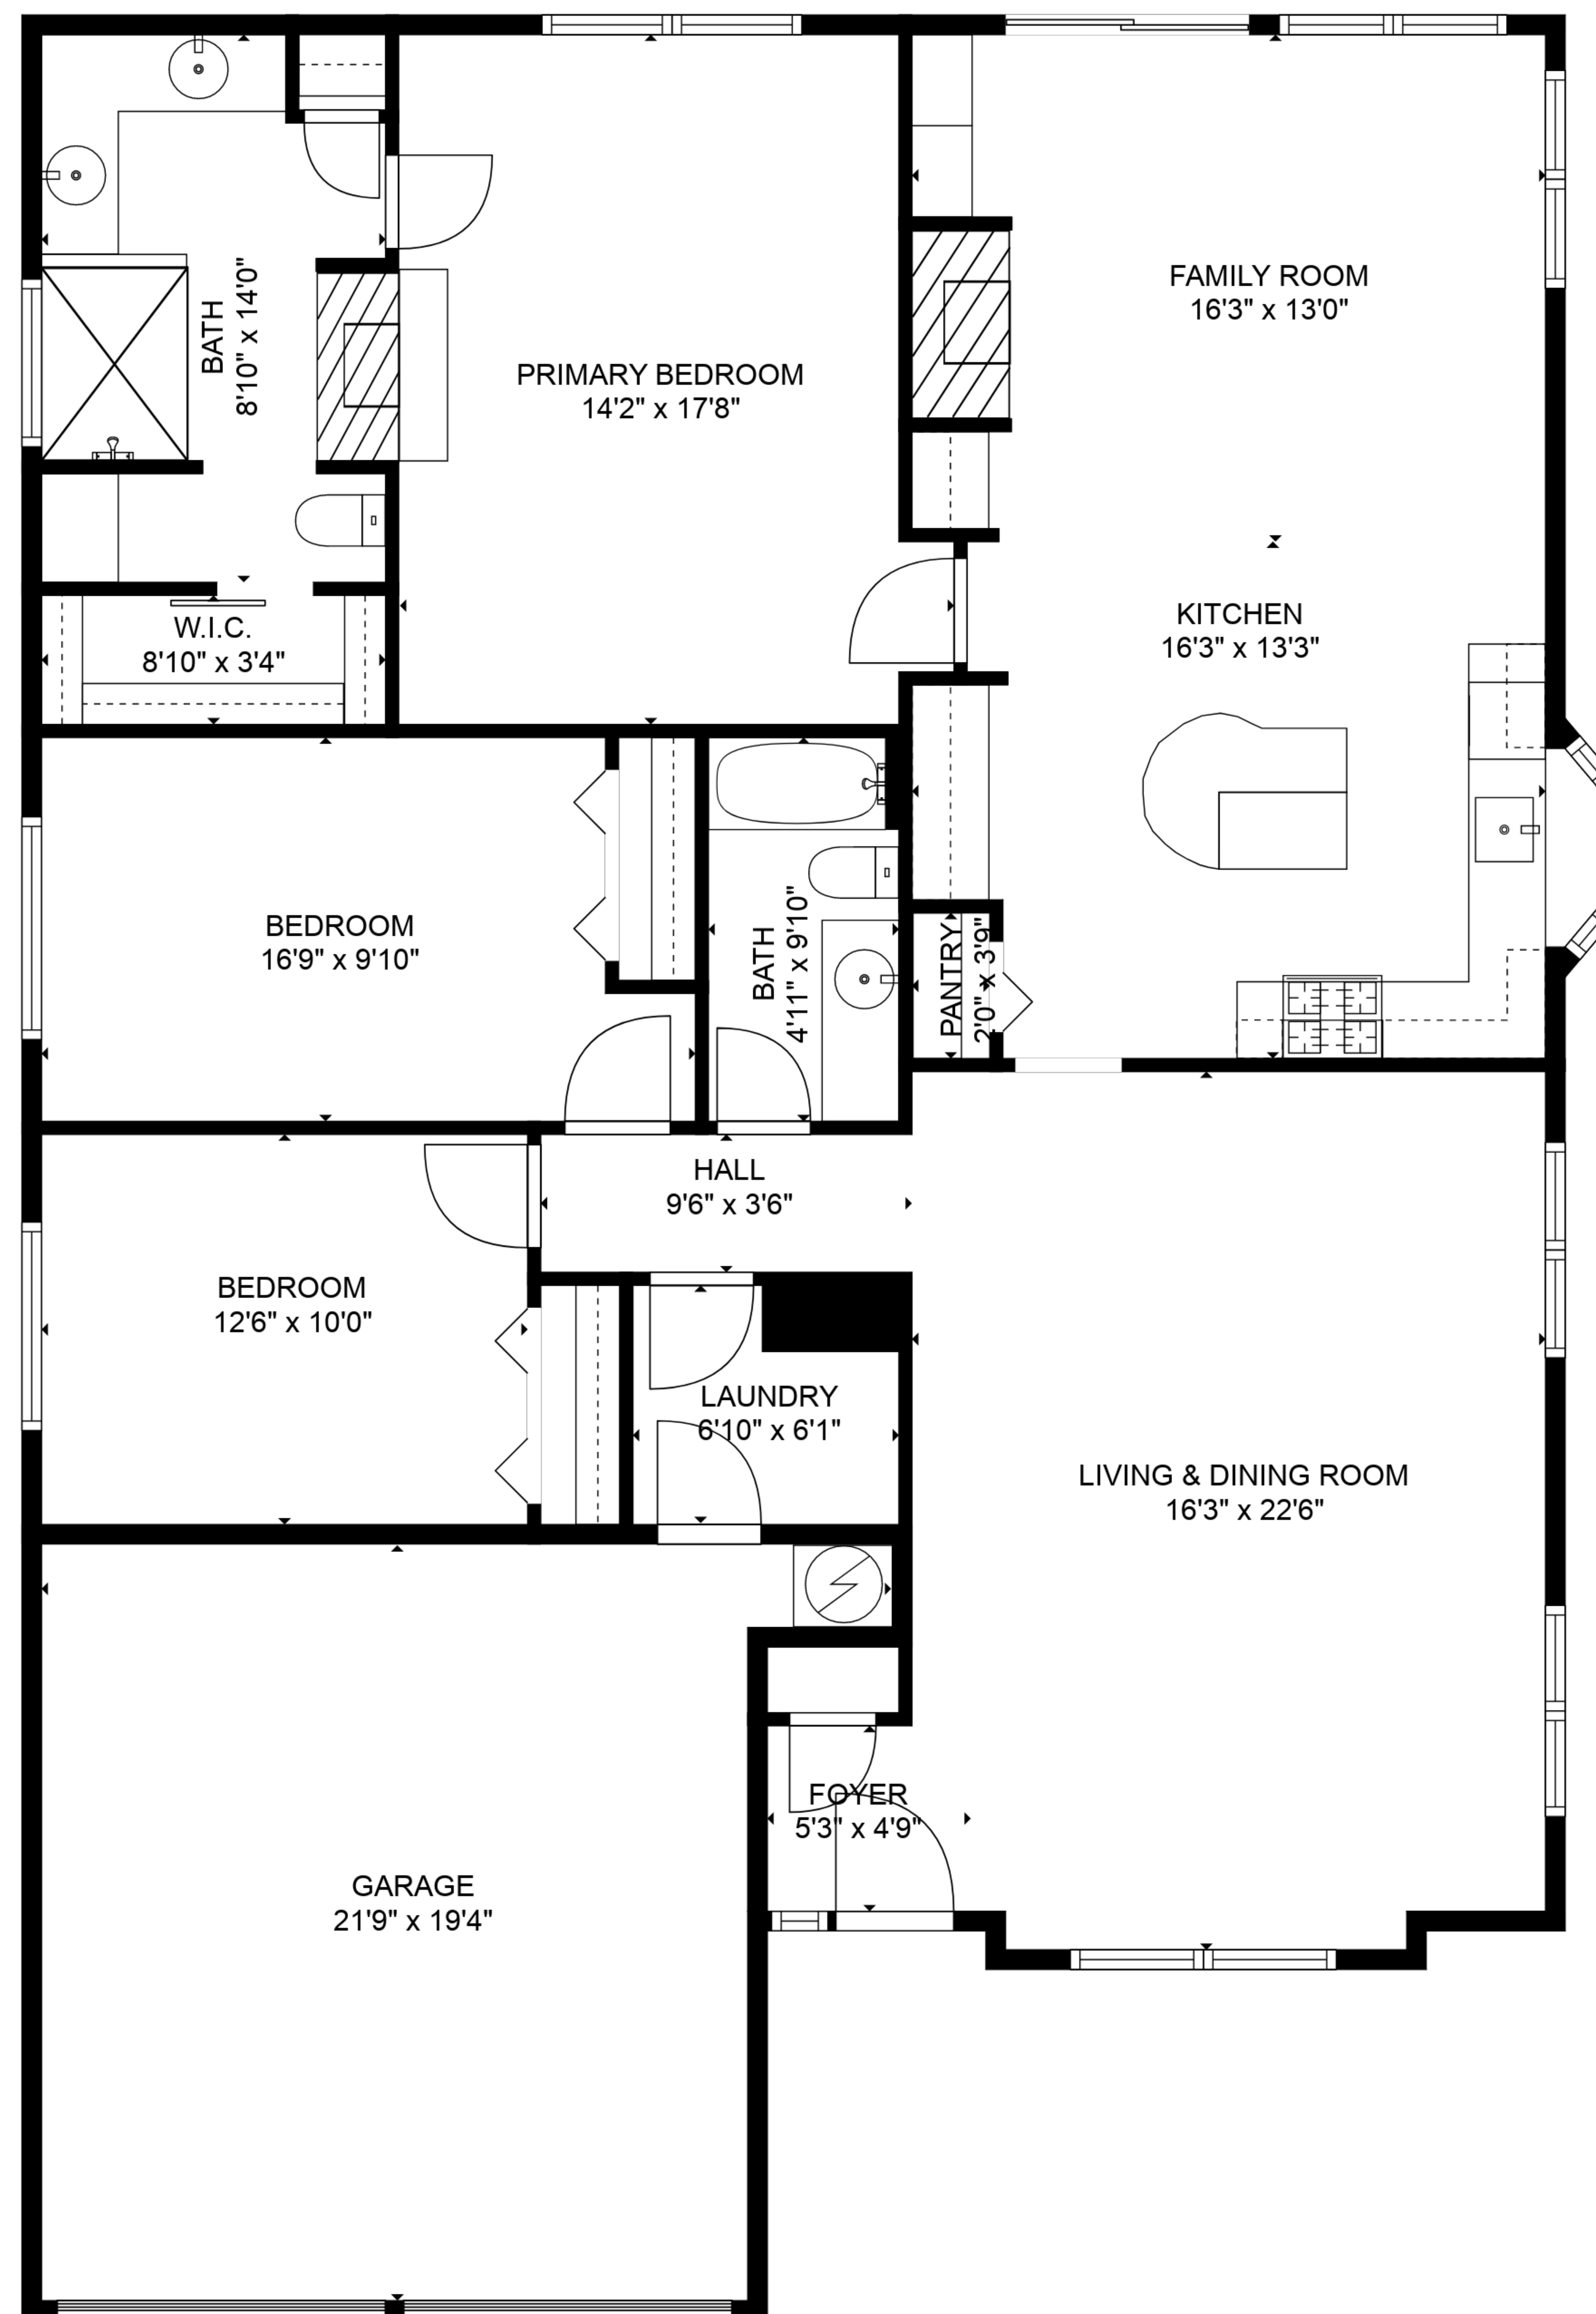 FAMILY ROOM
16'3" x 13'0"
BATH
8'10" x 14'0"
PRIMARY BEDROOM
14'2" x 17'8"
KITCHEN
16'3" x 13'3"
W.I.C.
8'10" x 3'4"
BEDROOM
16'9" x 9'10"
BATH
4'11" x 9'10"
PANTRY
2'0" x 3'9"
HALL
9'6" x 3'6"
BEDROOM
12'6" x 10'0"
LAUNDRY
6'10" x 6'1"
LIVING & DINING ROOM
16'3" x 22'6"
FOYER
5'3" x 4'9"
GARAGE
21'9" x 19'4"